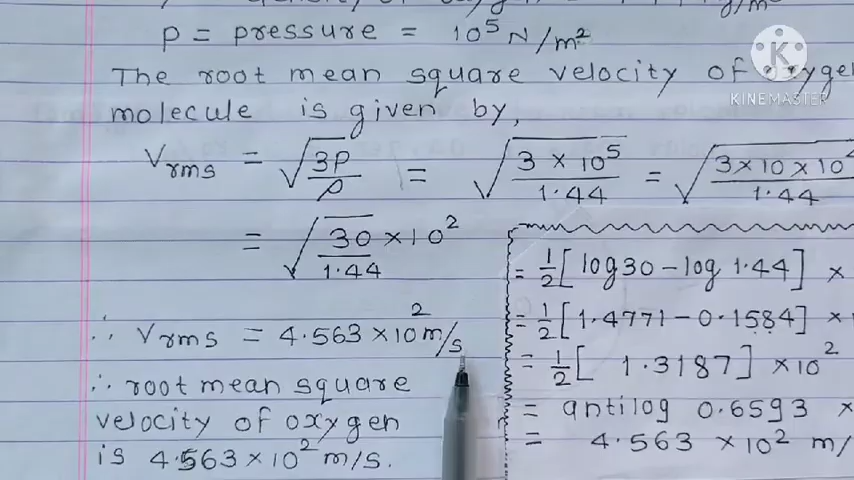 P = pressure = 10⁵ N/m²
The root mean square velocity of oxygen
KINEMASTER
molecule is given by,
Vrms = √(3P/ρ) = √(3 × 10⁵/1.44) = √(3×10×10⁴/1.44)
= √(30/1.44) × 10²
= 1/2 [log 30 - log 1.44] ×
= 1/2 [1.4771 - 0.1584] ×
= 1/2 [ 1.3187] × 10²
= antilog 0.6593 ×
= 4.563 × 10² m/
∴ Vrms = 4.563 × 10² m/s
∴ root mean square
velocity of oxygen
is 4.563 × 10² m/s.